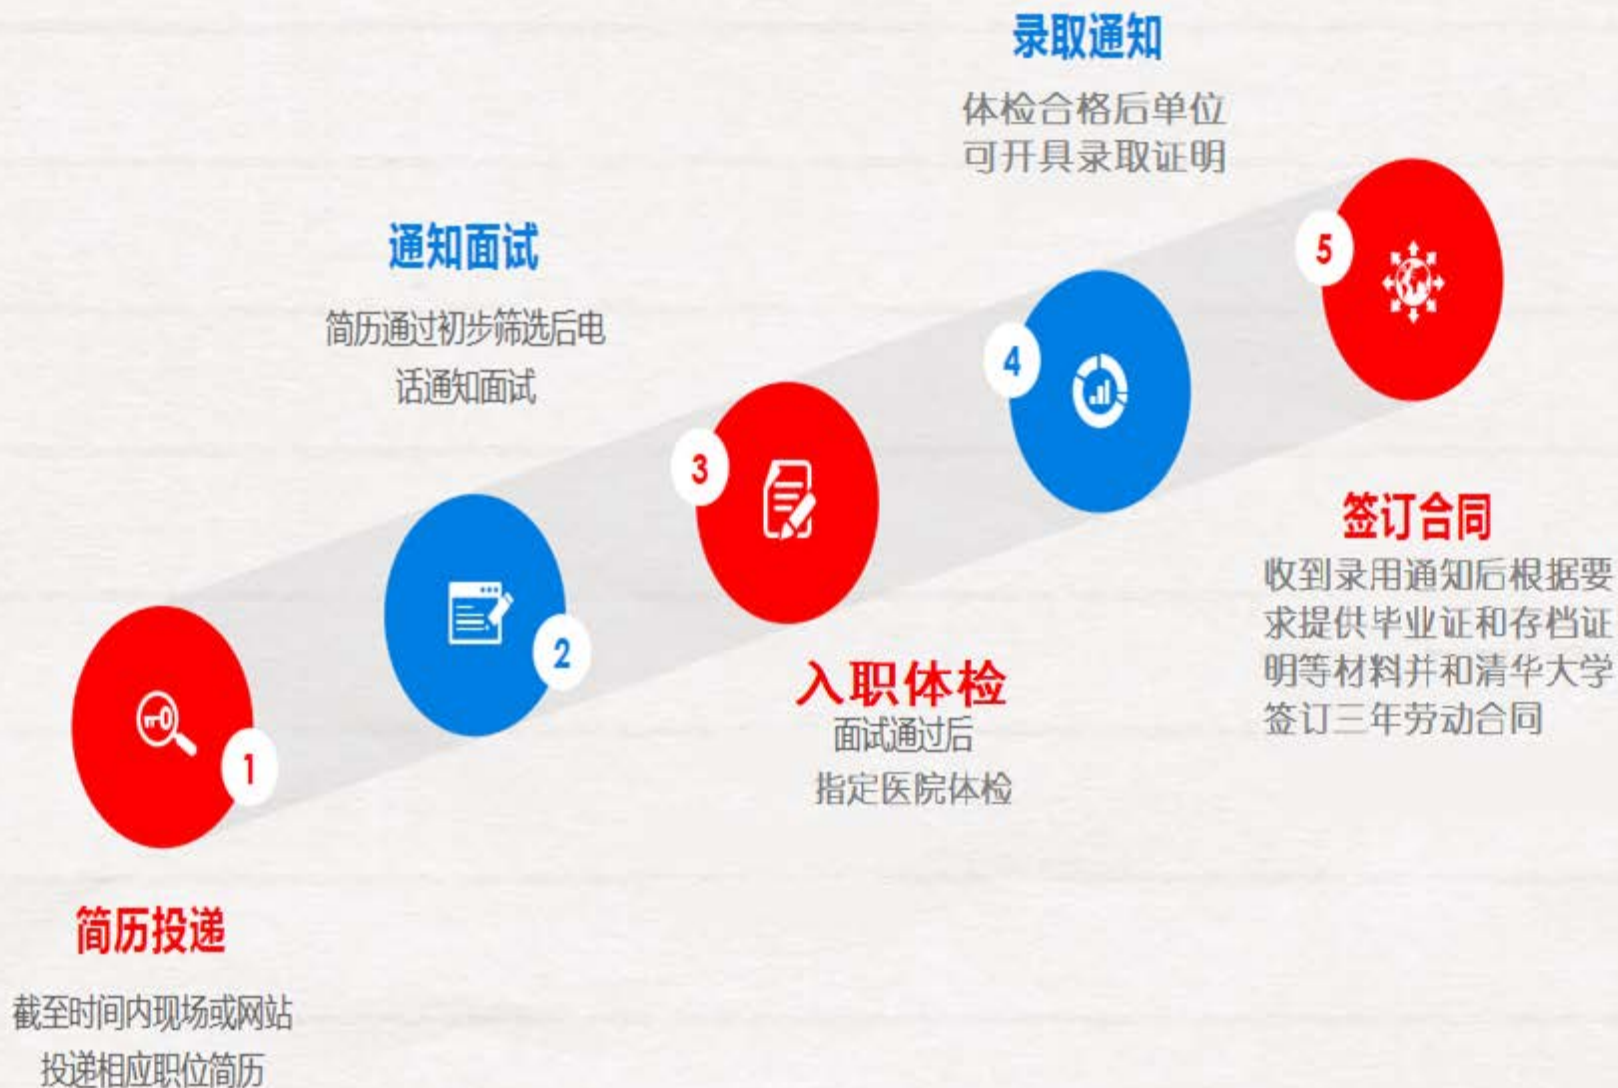 1
简历投递
截至时间内现场或网站
投递相应职位简历
2
通知面试
简历通过初步筛选后电
话通知面试
3
入职体检
面试通过后
指定医院体检
4
录取通知
体检合格后单位
可开具录取证明
5
签订合同
收到录用通知后根据要
求提供毕业证和存档证
明等材料并和清华大学
签订三年劳动合同